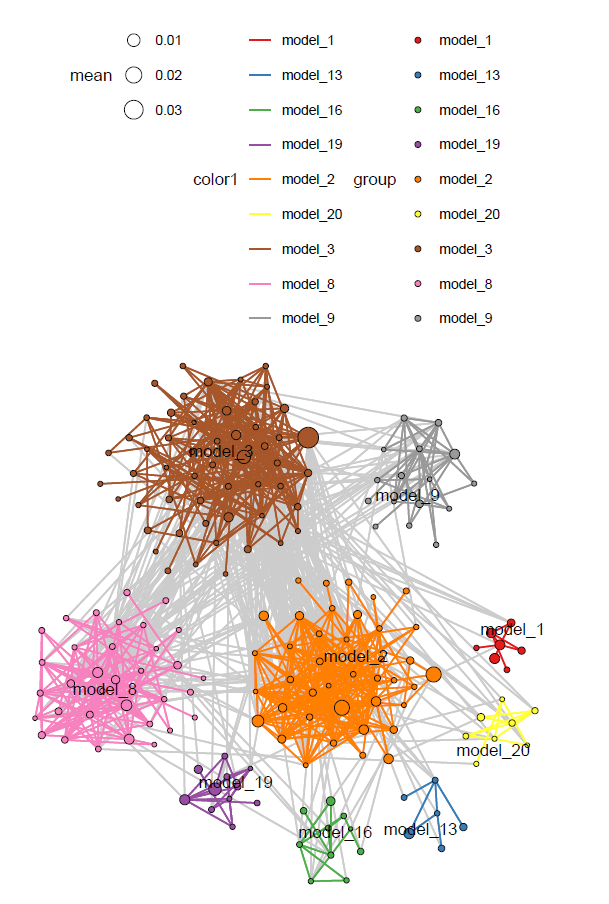 0.01 model_1 model_1
mean 0.02 model_13 model_13
0.03 model_16 model_16
model_19 model_19
color1 model_2 group model_2
model_20 model_20
model_3 model_3
model_8 model_8
model_9 model_9
model_3
model_9
model_1
model_2
model_8
model_20
model_19
model_13
model_16